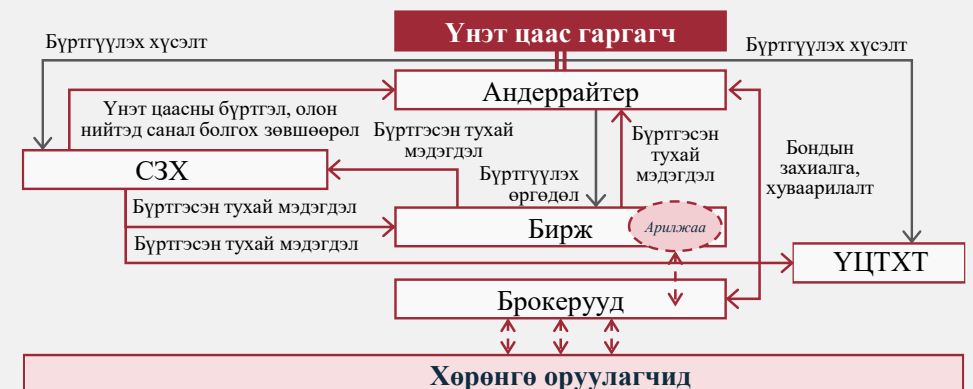 Үнэт цаас гаргагч
Бүртгүүлэх хүсэлт
Бүртгүүлэх хүсэлт
Андеррайтер
Үнэт цаасны бүртгэл, олон
нийтэд санал болгох зөвшөөрөл
Бүртгэсэн тухай
мэдэгдэл
Бүртгэсэн
тухай
мэдэгдэл
Бондын
захиалга,
хуваарилалт
СЗХ
Бүртгүүлэх
өргөдөл
Бүртгэсэн тухай мэдэгдэл
Бирж
Арилжаа
Бүртгэсэн тухай мэдэгдэл
ҮЦТХТ
Брокерууд
Хөрөнгө оруулагчид